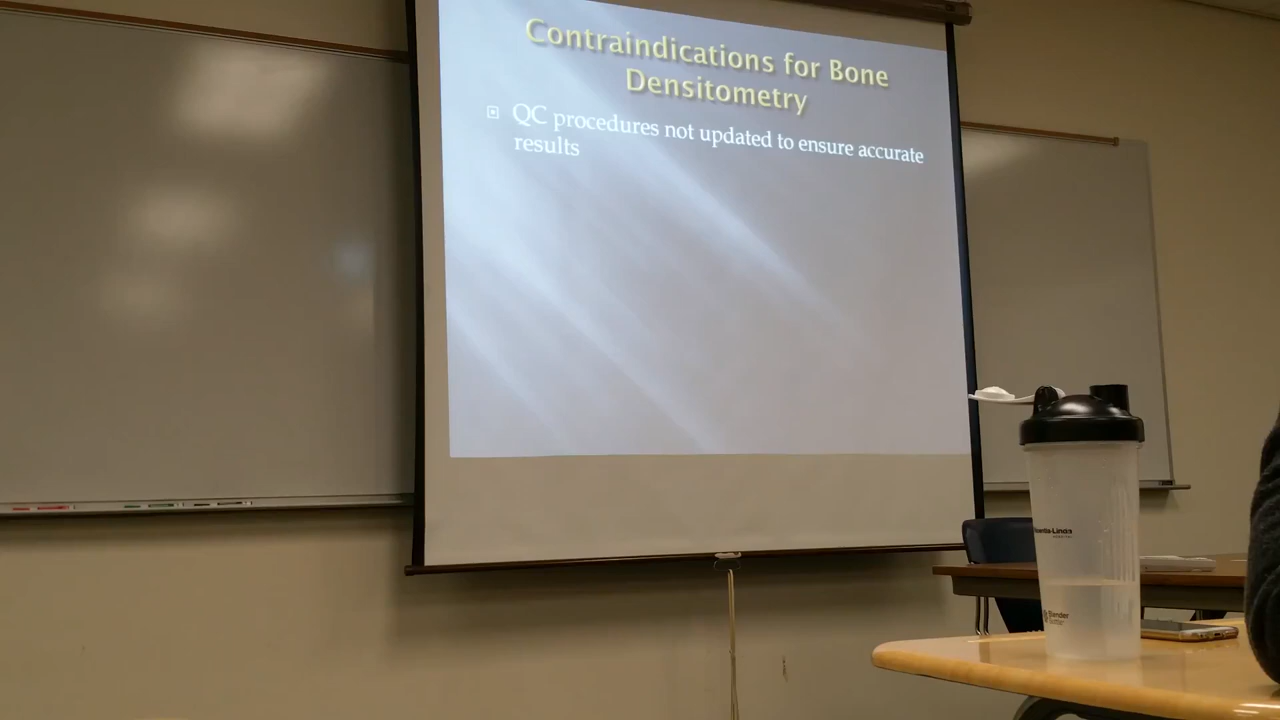 Contraindications for Bone
Densitometry
QC procedures not updated to ensure accurate
results